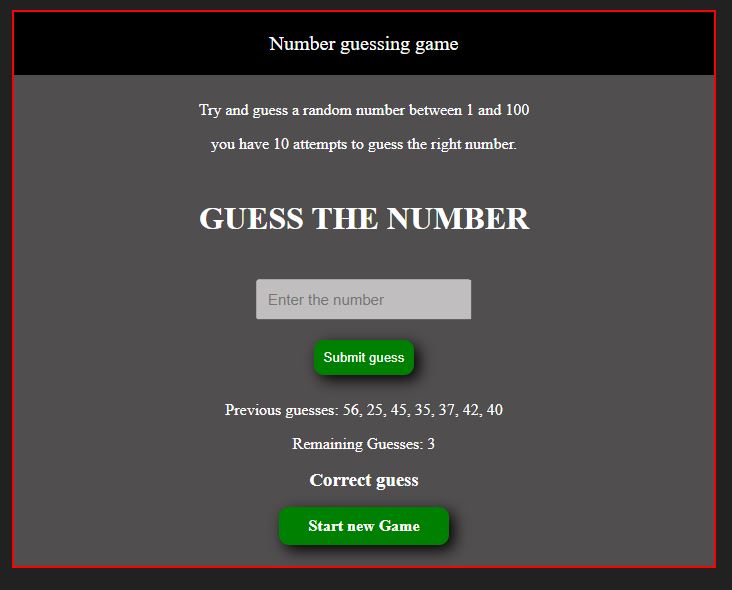 Number guessing game
Try and guess a random number between 1 and 100
you have 10 attempts to guess the right number.
GUESS THE NUMBER
Enter the number
Submit guess
Previous guesses: 56, 25, 45, 35, 37, 42, 40
Remaining Guesses: 3
Correct guess
Start new Game